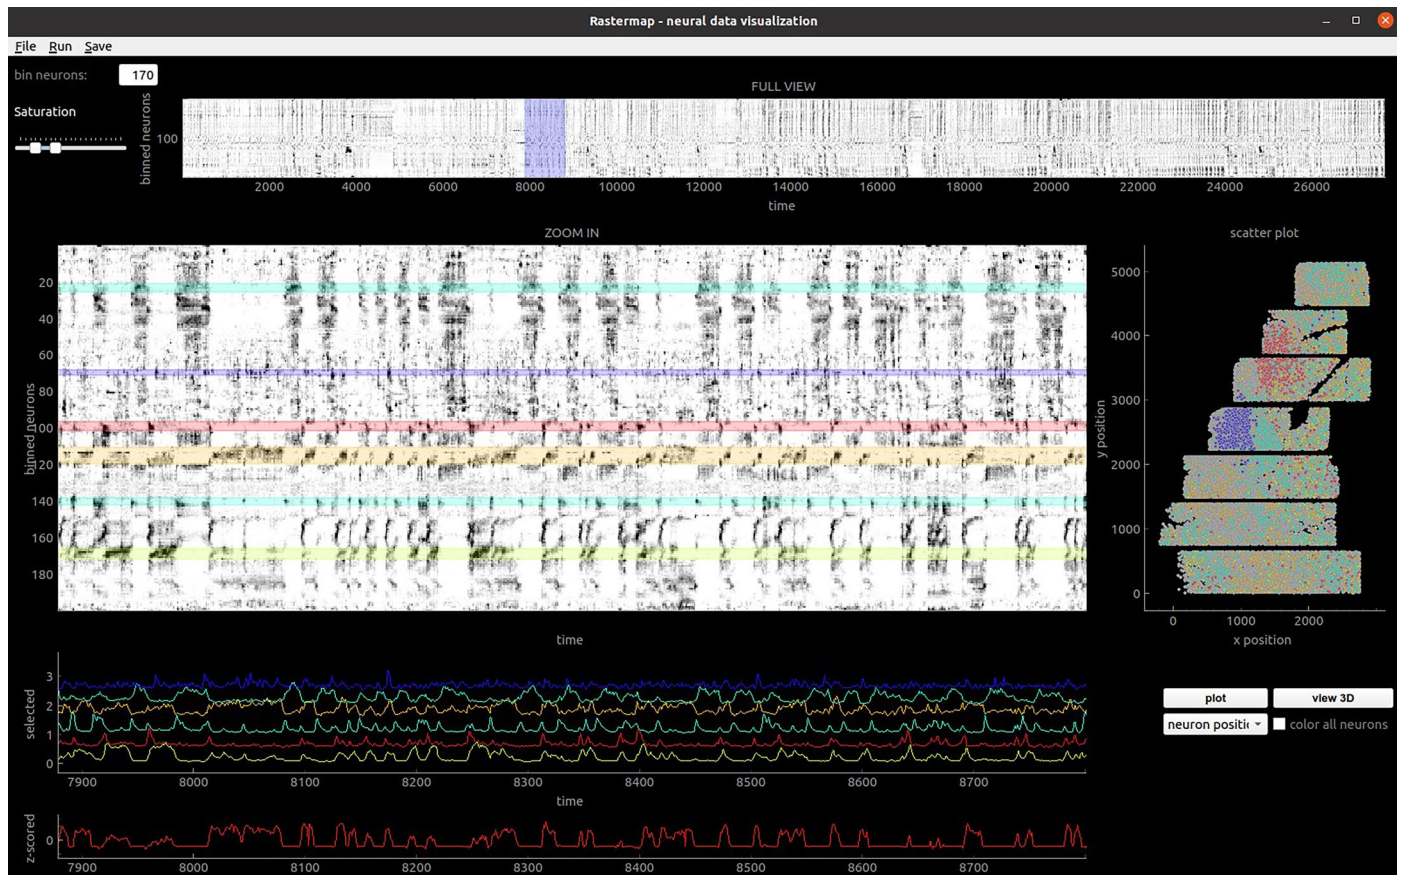 Rastermap - neural data visualization
File Run Save
bin neurons: 170
Saturation
FULL VIEW
binned neurons
100
2000 4000 6000 8000 10000 12000 14000 16000 18000 20000 22000 24000 26000
time
ZOOM IN
binned neurons
20
40
60
80
100
120
140
160
180
time
scatter plot
y position
5000
4000
3000
2000
1000
0
0 1000 2000
x position
selected
3
2
1
0
7900 8000 8100 8200 8300 8400 8500 8600 8700
time
z-scored
0
7900 8000 8100 8200 8300 8400 8500 8600 8700
plot view 3D
neuron positic color all neurons